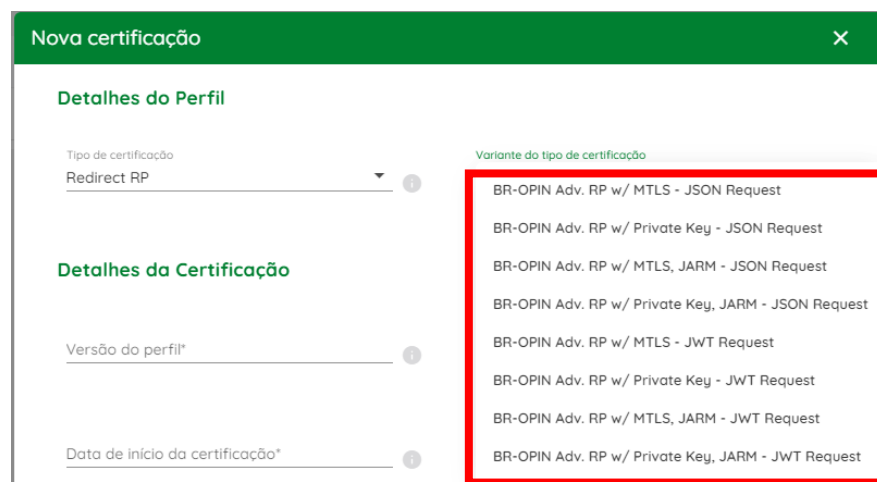 Nova certificação
Detalhes do Perfil
Tipo de certificação
Redirect RP
Variante do tipo de certificação
BR-OPIN Adv. RP w/ MTLS - JSON Request
BR-OPIN Adv. RP w/ Private Key - JSON Request
BR-OPIN Adv. RP w/ MTLS, JARM - JSON Request
BR-OPIN Adv. RP w/ Private Key, JARM - JSON Request
BR-OPIN Adv. RP w/ MTLS - JWT Request
BR-OPIN Adv. RP w/ Private Key - JWT Request
BR-OPIN Adv. RP w/ MTLS, JARM - JWT Request
BR-OPIN Adv. RP w/ Private Key, JARM - JWT Request
Detalhes da Certificação
Versão do perfil*
Data de início da certificação*